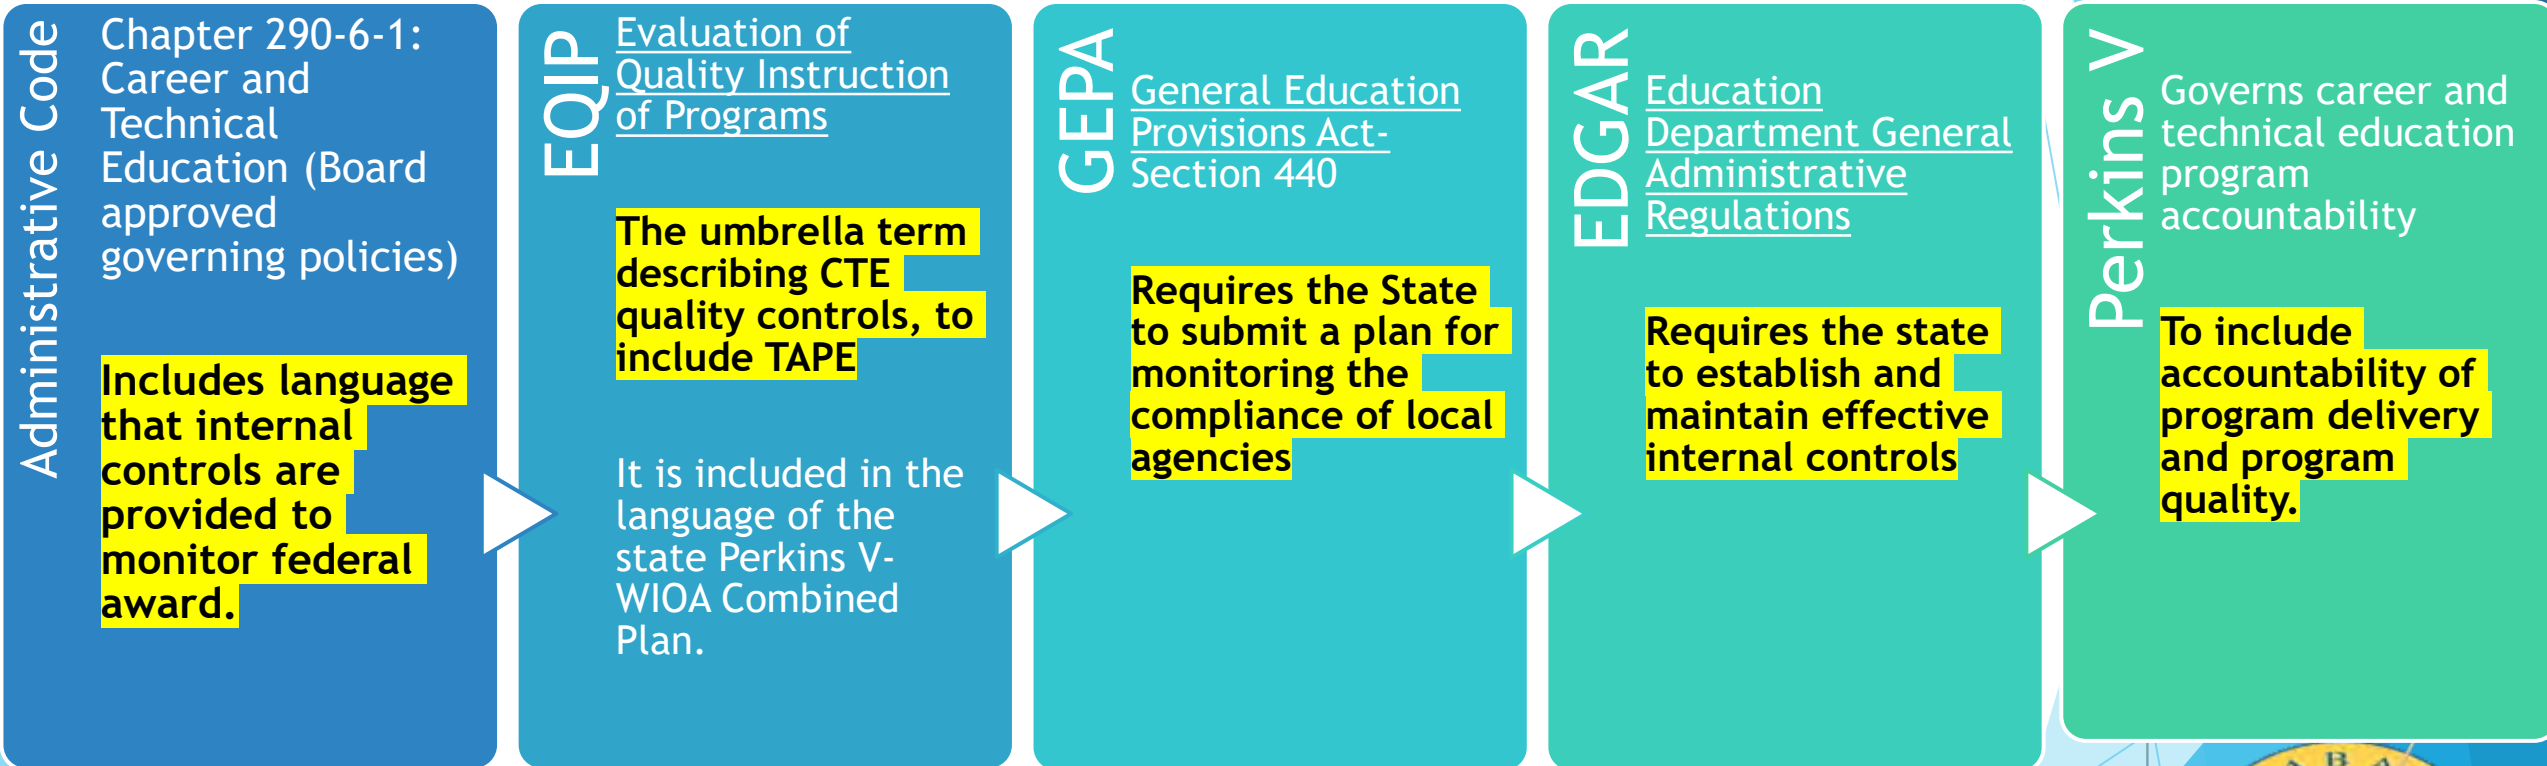 Administrative Code
Chapter 290-6-1:
Career and
Technical
Education (Board
approved
governing policies)
Includes language
that internal
controls are
provided to
monitor federal
award.
EQIP
Evaluation of
Quality Instruction
of Programs
The umbrella term
describing CTE
quality controls, to
include TAPE
It is included in the
language of the
state Perkins V-
WIOA Combined
Plan.
GEPA
General Education
Provisions Act-
Section 440
Requires the State
to submit a plan for
monitoring the
compliance of local
agencies
EDGAR
Education
Department General
Administrative
Regulations
Requires the state
to establish and
maintain effective
internal controls
Perkins V
Governs career and
technical education
program
accountability
To include
accountability of
program delivery
and program
quality.